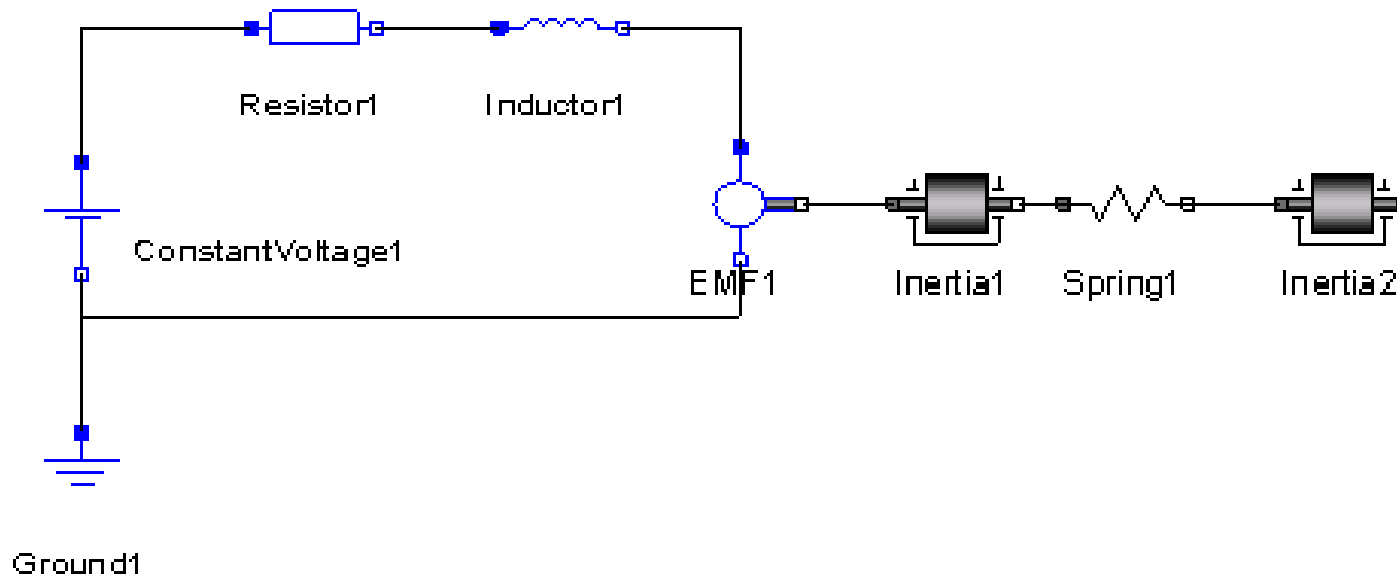 Resistor1
Inductor1
ConstantVoltage1
EMF1
Inertia1
Spring1
Inertia2
Ground1